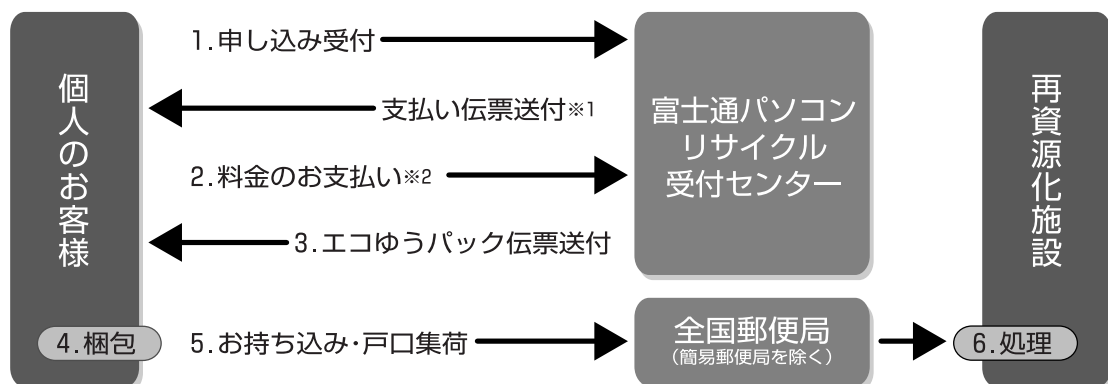 個人のお客様
1.申し込み受付
支払い伝票送付※1
2.料金のお支払い※2
3.エコゆうパック伝票送付
富士通パソコン
リサイクル
受付センター
4.梱包
5.お持ち込み・戸口集荷
全国郵便局
(簡易郵便局を除く)
再資源化施設
6.処理